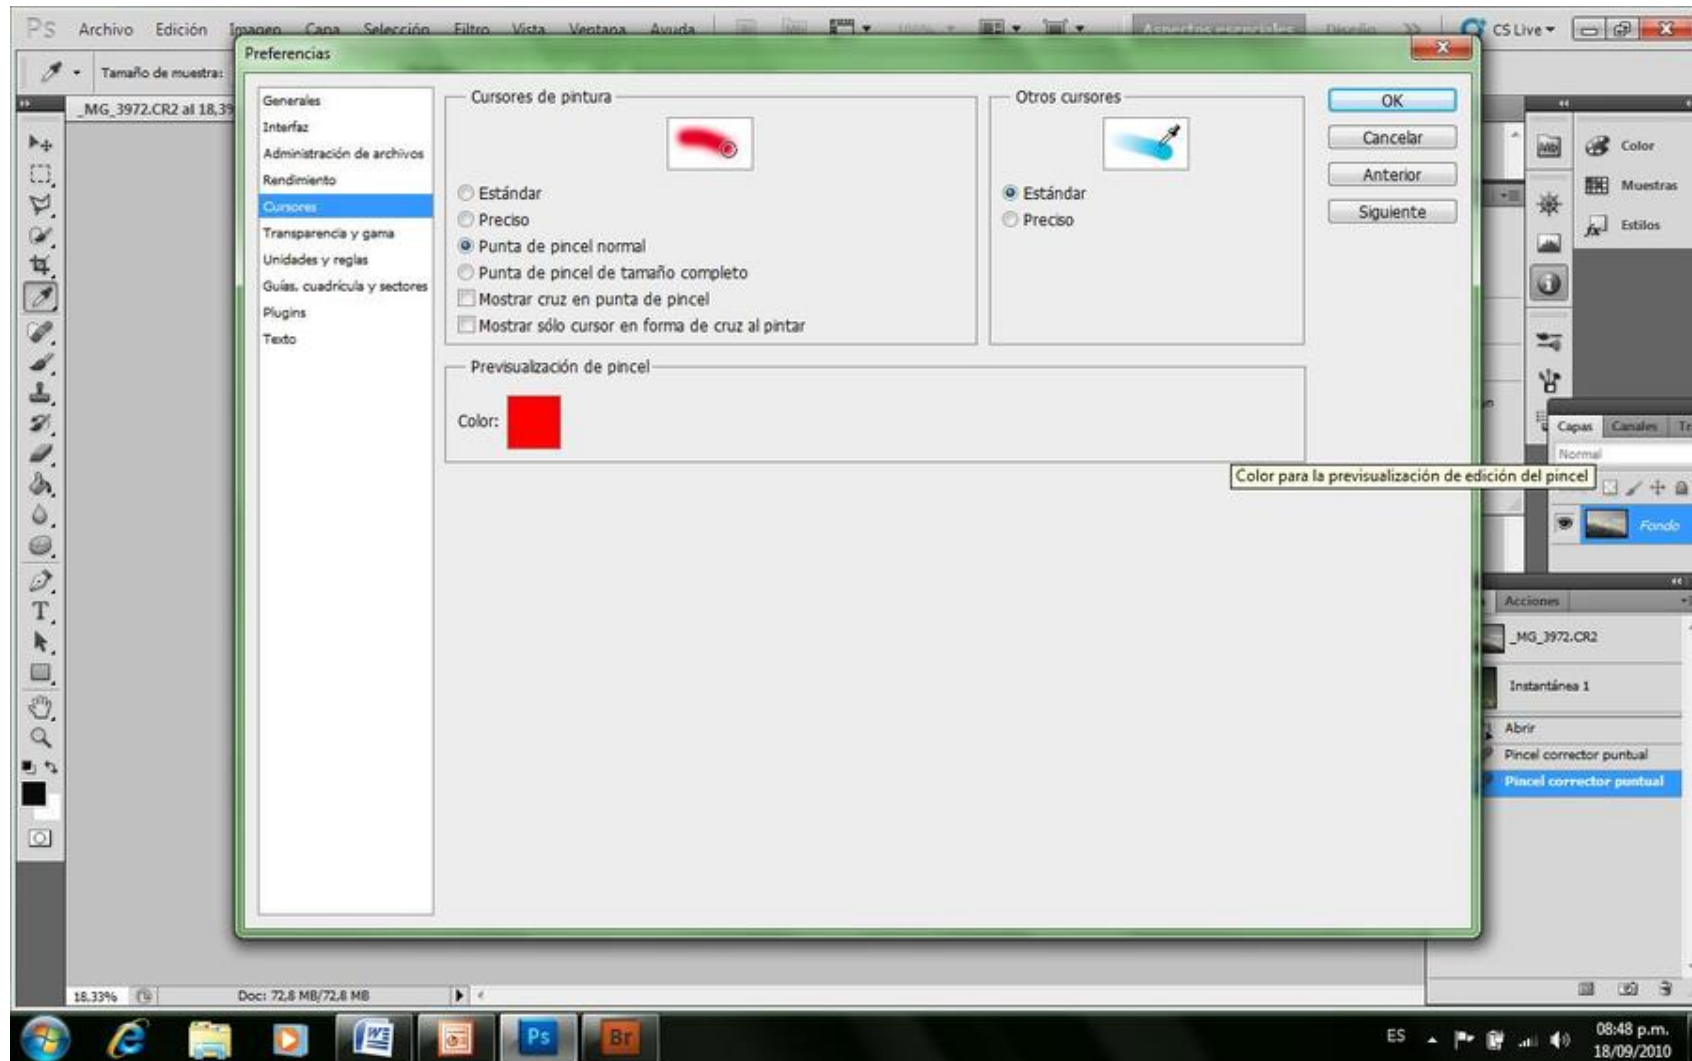 Ps Archivo Edición Imagen Capa Selección Filtro Vista Ventana Ayuda CS Live
Tamaño de muestra:
_MG_3972.CR2 al 18,39
Preferencias
Generales
Interfaz
Administración de archivos
Rendimiento
Cursores
Transparencia y gama
Unidades y reglas
Guías, cuadrícula y sectores
Plugins
Texto
Cursores de pintura
Estándar
Preciso
Punta de pincel normal
Punta de pincel de tamaño completo
Mostrar cruz en punta de pincel
Mostrar sólo cursor en forma de cruz al pintar
Otros cursores
Estándar
Preciso
Previsualización de pincel
Color:
OK
Cancelar
Anterior
Siguiente
Color para la previsualización de edición del pincel
Color
Muestras
Estilos
Capas Canales Tr
Normal
Fondo
Acciones
_MG_3972.CR2
Instantánea 1
Abrir
Pincel corrector puntual
Pincel corrector puntual
18,33% Doc: 72,8 MB/72,8 MB
Ps Br ES 08:48 p.m.
18/09/2010